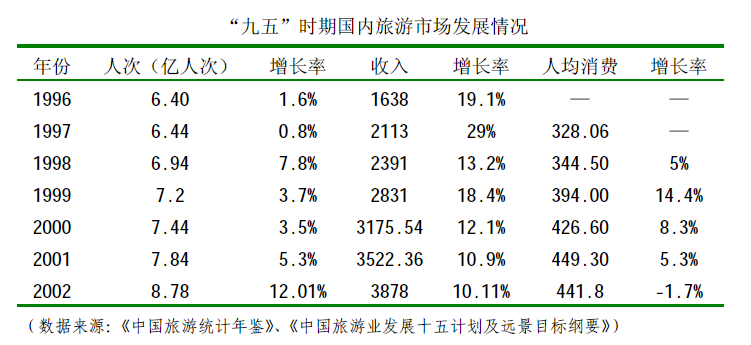 “九五”时期国内旅游市场发展情况
年份 人次（亿人次） 增长率 收入 增长率 人均消费 增长率
1996 6.40 1.6% 1638 19.1% — —
1997 6.44 0.8% 2113 29% 328.06 —
1998 6.94 7.8% 2391 13.2% 344.50 5%
1999 7.2 3.7% 2831 18.4% 394.00 14.4%
2000 7.44 3.5% 3175.54 12.1% 426.60 8.3%
2001 7.84 5.3% 3522.36 10.9% 449.30 5.3%
2002 8.78 12.01% 3878 10.11% 441.8 -1.7%
（数据来源：《中国旅游统计年鉴》、《中国旅游业发展十五计划及远景目标纲要》）